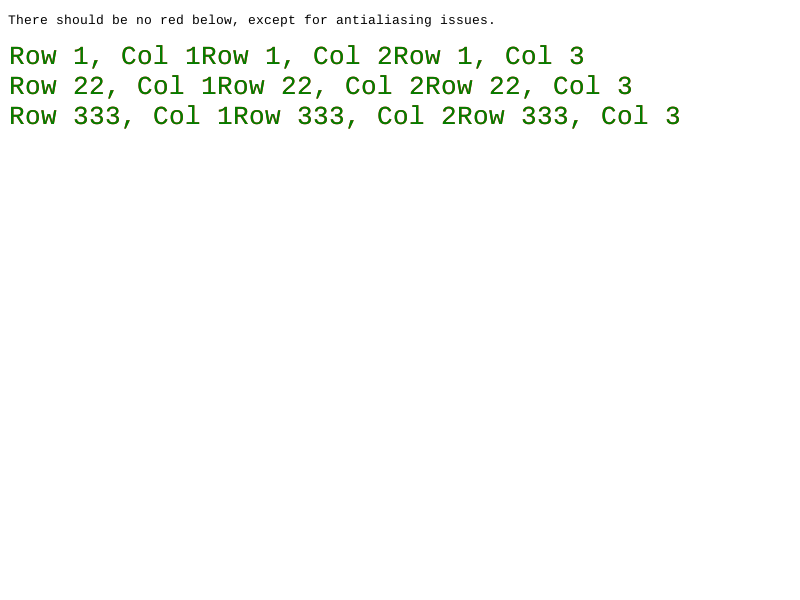 There should be no red below, except for antialiasing issues.
Row 1, Col 1Row 1, Col 2Row 1, Col 3
Row 22, Col 1Row 22, Col 2Row 22, Col 3
Row 333, Col 1Row 333, Col 2Row 333, Col 3